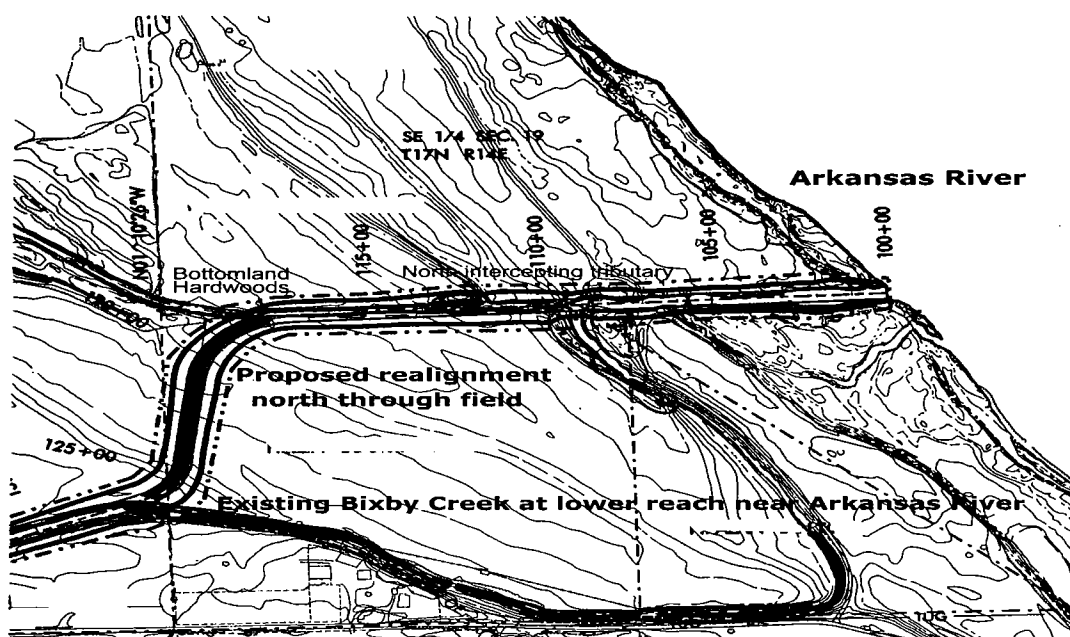 SE 1/4 SEC. 19
T17N R14E
Arkansas River
100+00
105+00
110+00
115+00
North intercepting tributary
Bottomland
Hardwoods
Proposed realignment
north through field
125+00
Existing Bixby Creek at lower reach near Arkansas River